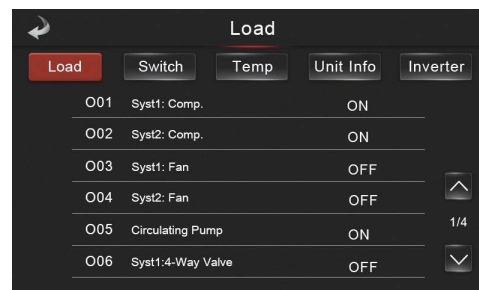 Load
Load Switch Temp Unit Info Inverter
O01 Syst1: Comp. ON
O02 Syst2: Comp. ON
O03 Syst1: Fan OFF
O04 Syst2: Fan OFF
O05 Circulating Pump ON
1/4
O06 Syst1:4-Way Valve OFF